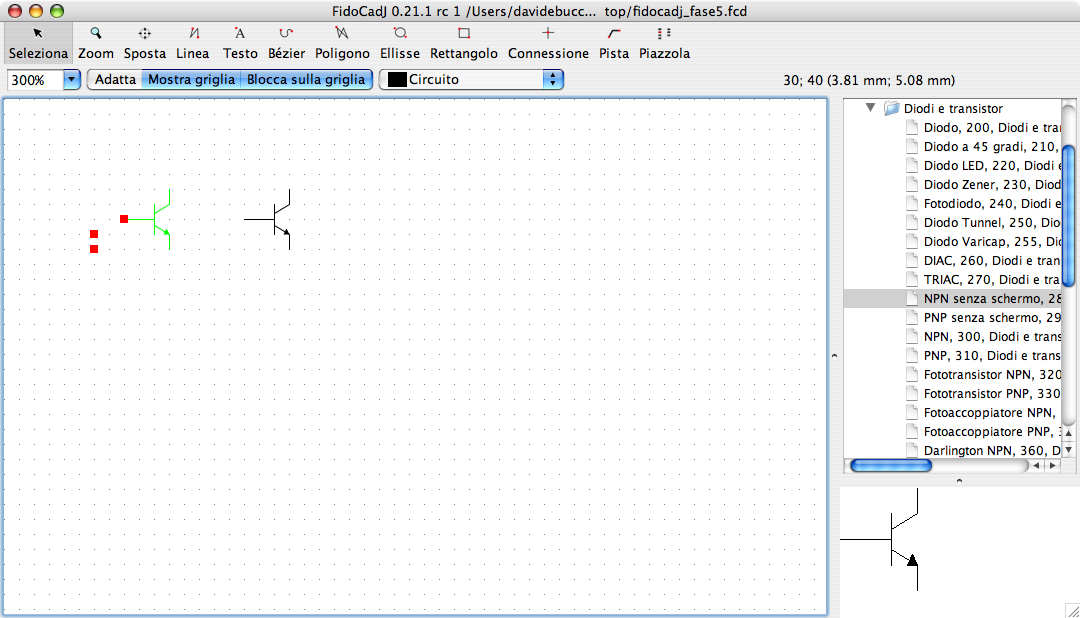 FidoCadJ 0.21.1 rc 1 /Users/davidebucc... top/fidocadj_fase5.fcd
Seleziona Zoom Sposta Linea Testo Bézier Poligono Ellisse Rettangolo Connessione Pista Piazzola
300% Adatta Mostra griglia Blocca sulla griglia Circuito 30; 40 (3.81 mm; 5.08 mm)
Diodi e transistor
Diodo, 200, Diodi e tra
Diodo a 45 gradi, 210,
Diodo LED, 220, Diodi e
Diodo Zener, 230, Diod
Fotodiodo, 240, Diodi e
Diodo Tunnel, 250, Dio
Diodo Varicap, 255, Di
DIAC, 260, Diodi e tran
TRIAC, 270, Diodi e tra
NPN senza schermo, 28
PNP senza schermo, 29
NPN, 300, Diodi e trans
PNP, 310, Diodi e trans
Fototransistor NPN, 320
Fototransistor PNP, 330
Fotoaccoppiatore NPN,
Fotoaccoppiatore PNP,
Darlington NPN, 360, D